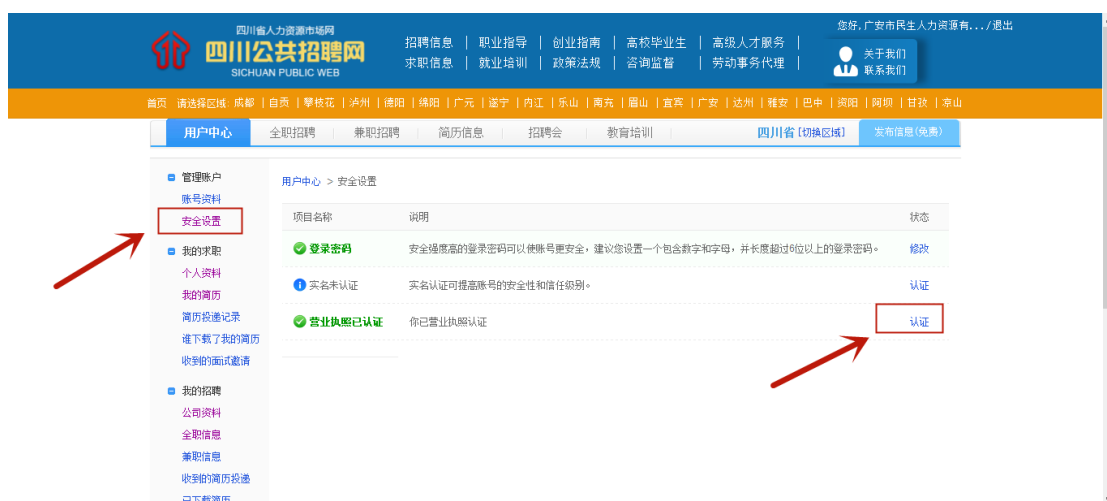 您好,广安市民生人力资源有.../退出
四川省人力资源市场网
四川公共招聘网
SICHUAN PUBLIC WEB
招聘信息 | 职业指导 | 创业指南 | 高校毕业生 | 高级人才服务 |
求职信息 | 就业培训 | 政策法规 | 咨询监督 | 劳动事务代理 |
关于我们
联系我们
首页 请选择区域: 成都 | 自贡 | 攀枝花 | 泸州 | 德阳 | 绵阳 | 广元 | 遂宁 | 内江 | 乐山 | 南充 | 眉山 | 宜宾 | 广安 | 达州 | 雅安 | 巴中 | 资阳 | 阿坝 | 甘孜 | 凉山
用户中心 全职招聘 兼职招聘 简历信息 招聘会 教育培训 四川省 [切换区域] 发布信息(免费)
管理账户
账号资料
安全设置
我的求职
个人资料
我的简历
简历投递记录
谁下载了我的简历
收到的面试邀请
我的招聘
公司资料
全职信息
兼职信息
收到的简历投递
已下载简历
用户中心 > 安全设置
项目名称 说明 状态
登录密码 安全强度高的登录密码可以使账号更安全，建议您设置一个包含数字和字母，并长度超过6位以上的登录密码。 修改
实名未认证 实名认证可提高账号的安全性和信任级别。 认证
营业执照已认证 你已营业执照认证 认证